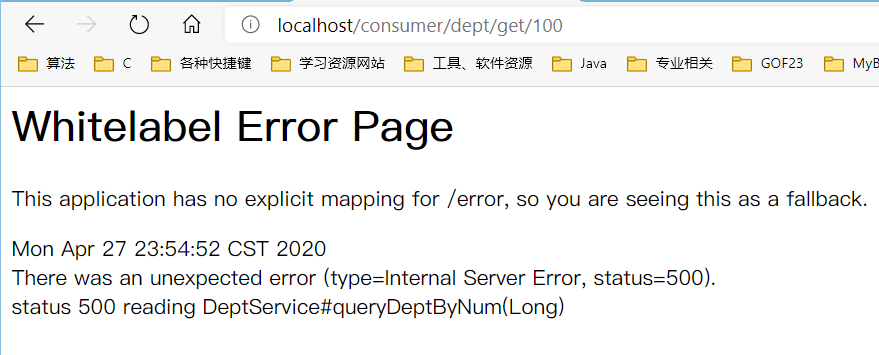 localhost/consumer/dept/get/100
算法 C 各种快捷键 学习资源网站 工具、软件资源 Java 专业相关 GOF23 MyB
Whitelabel Error Page
This application has no explicit mapping for /error, so you are seeing this as a fallback.
Mon Apr 27 23:54:52 CST 2020
There was an unexpected error (type=Internal Server Error, status=500).
status 500 reading DeptService#queryDeptByNum(Long)